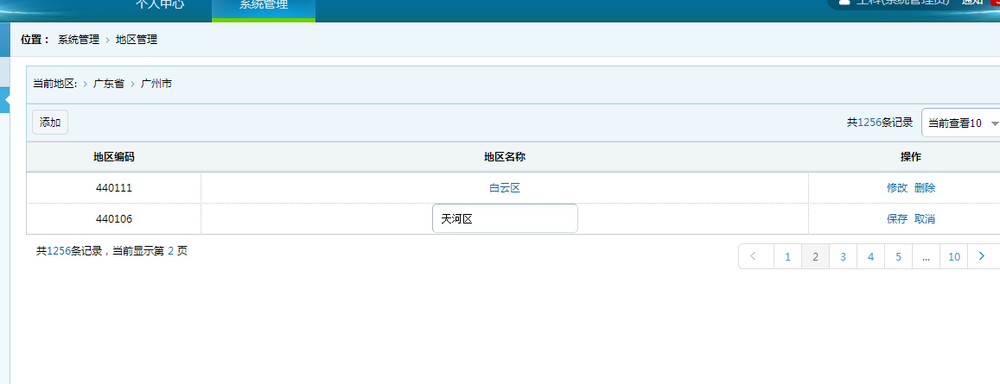 个人中心 系统管理 通知
位置： 系统管理 > 地区管理
当前地区: > 广东省 > 广州市
添加 共1256条记录 当前查看10
地区编码 地区名称 操作
440111 白云区 修改 删除
440106 天河区 保存 取消
共1256条记录，当前显示第 2 页 < 1 2 3 4 5 ... 10 >